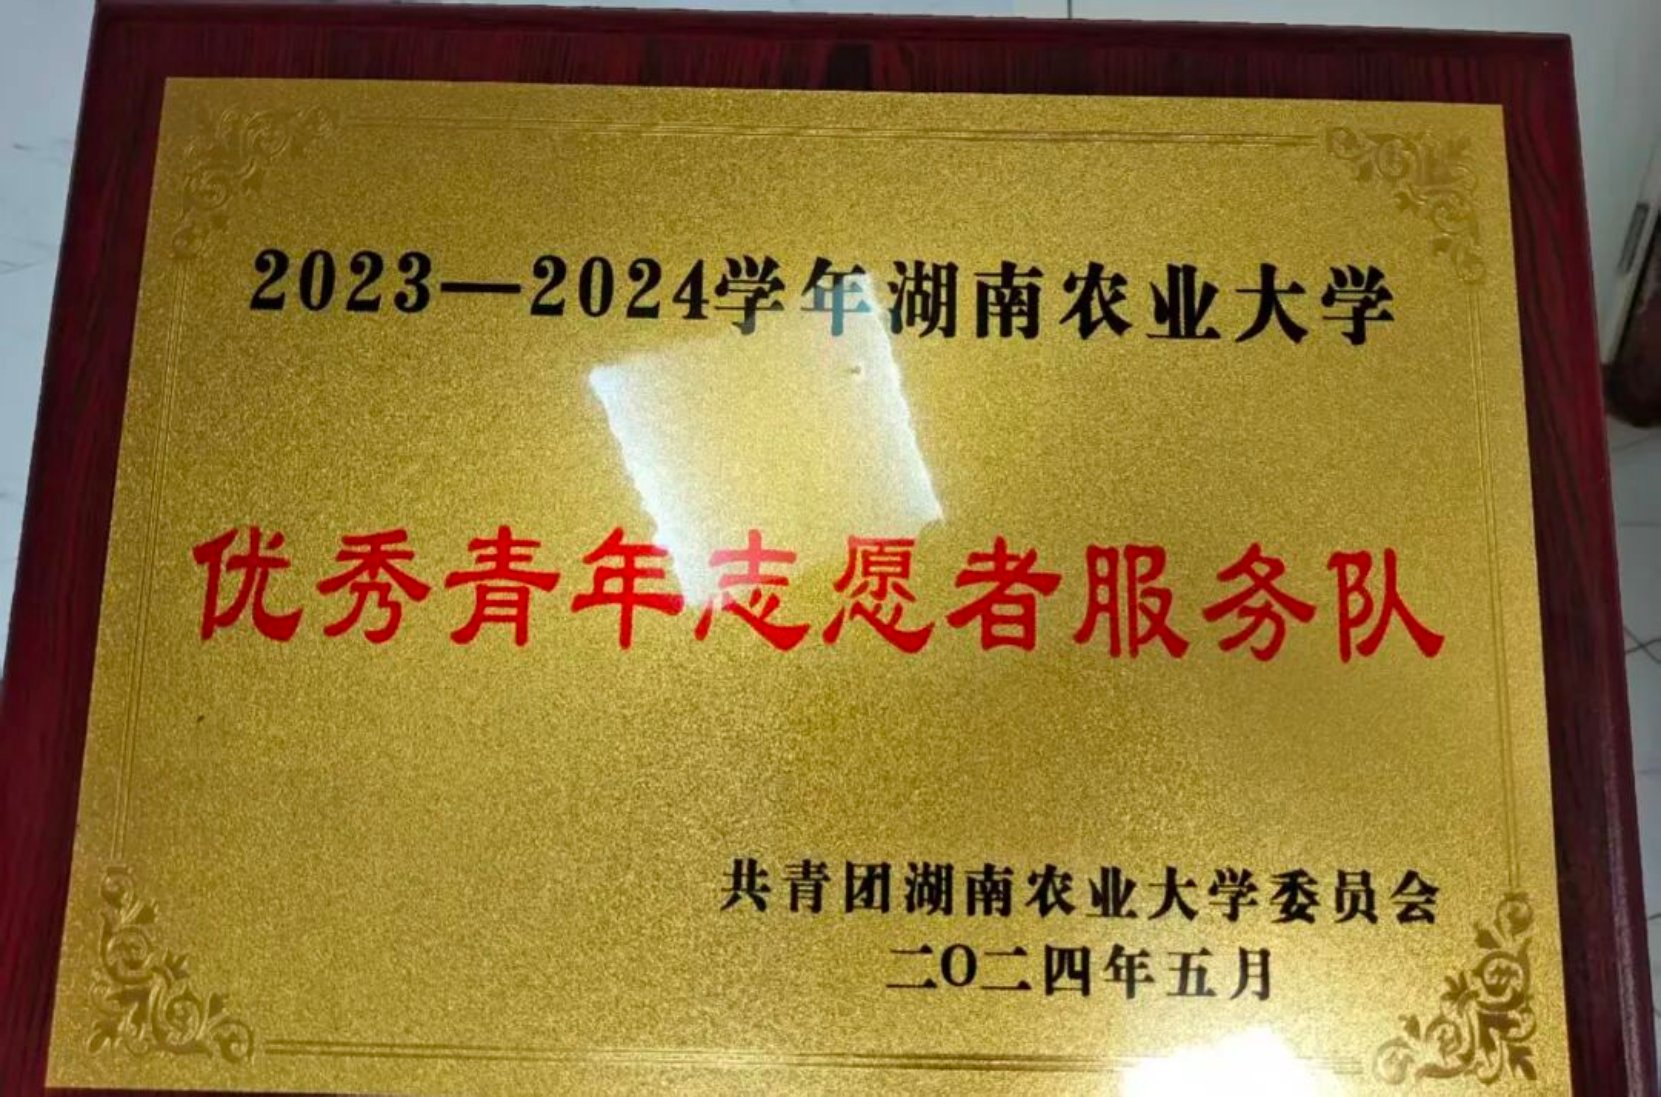 2023—2024学年湖南农业大学
优秀青年志愿者服务队
共青团湖南农业大学委员会
二〇二四年五月